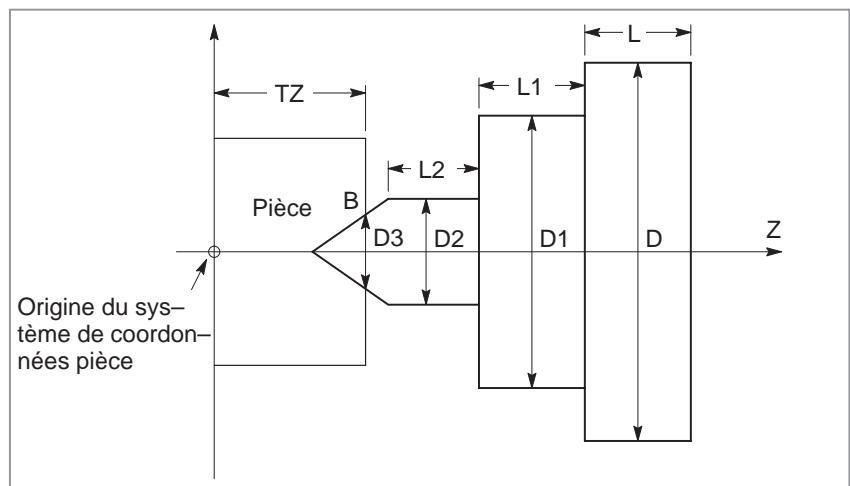 L
TZ
L1
L2
Pièce
B
Z
D3
D2
D1
D
Origine du sys–
tème de coordon–
nées pièce